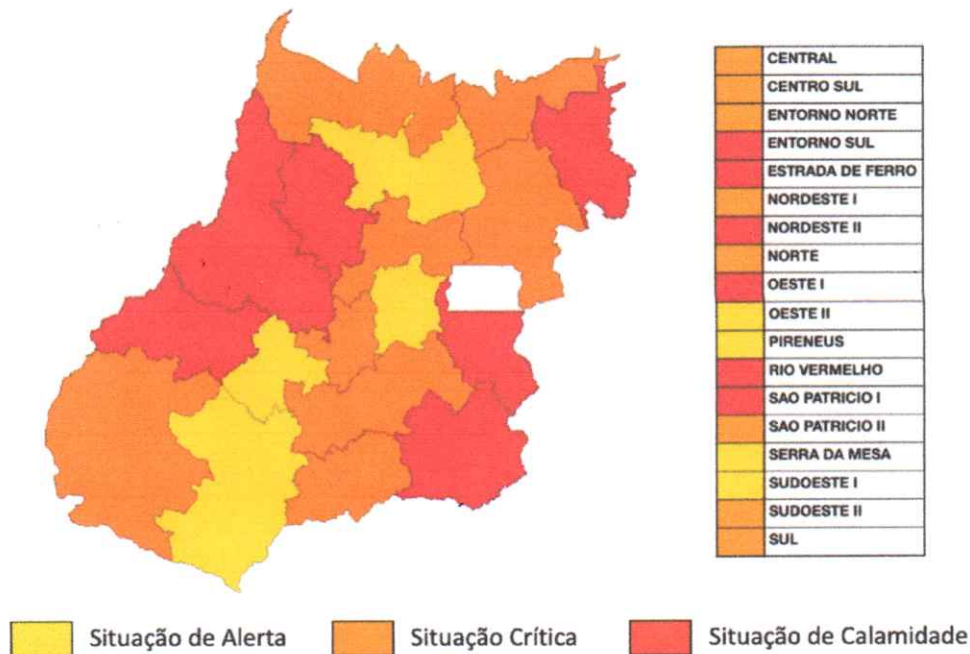 CENTRAL
CENTRO SUL
ENTORNO NORTE
ENTORNO SUL
ESTRADA DE FERRO
NORDESTE I
NORDESTE II
NORTE
OESTE I
OESTE II
PIRENEUS
RIO VERMELHO
SAO PATRICIO I
SAO PATRICIO II
SERRA DA MESA
SUDOESTE I
SUDOESTE II
SUL
Situação de Alerta
Situação Crítica
Situação de Calamidade